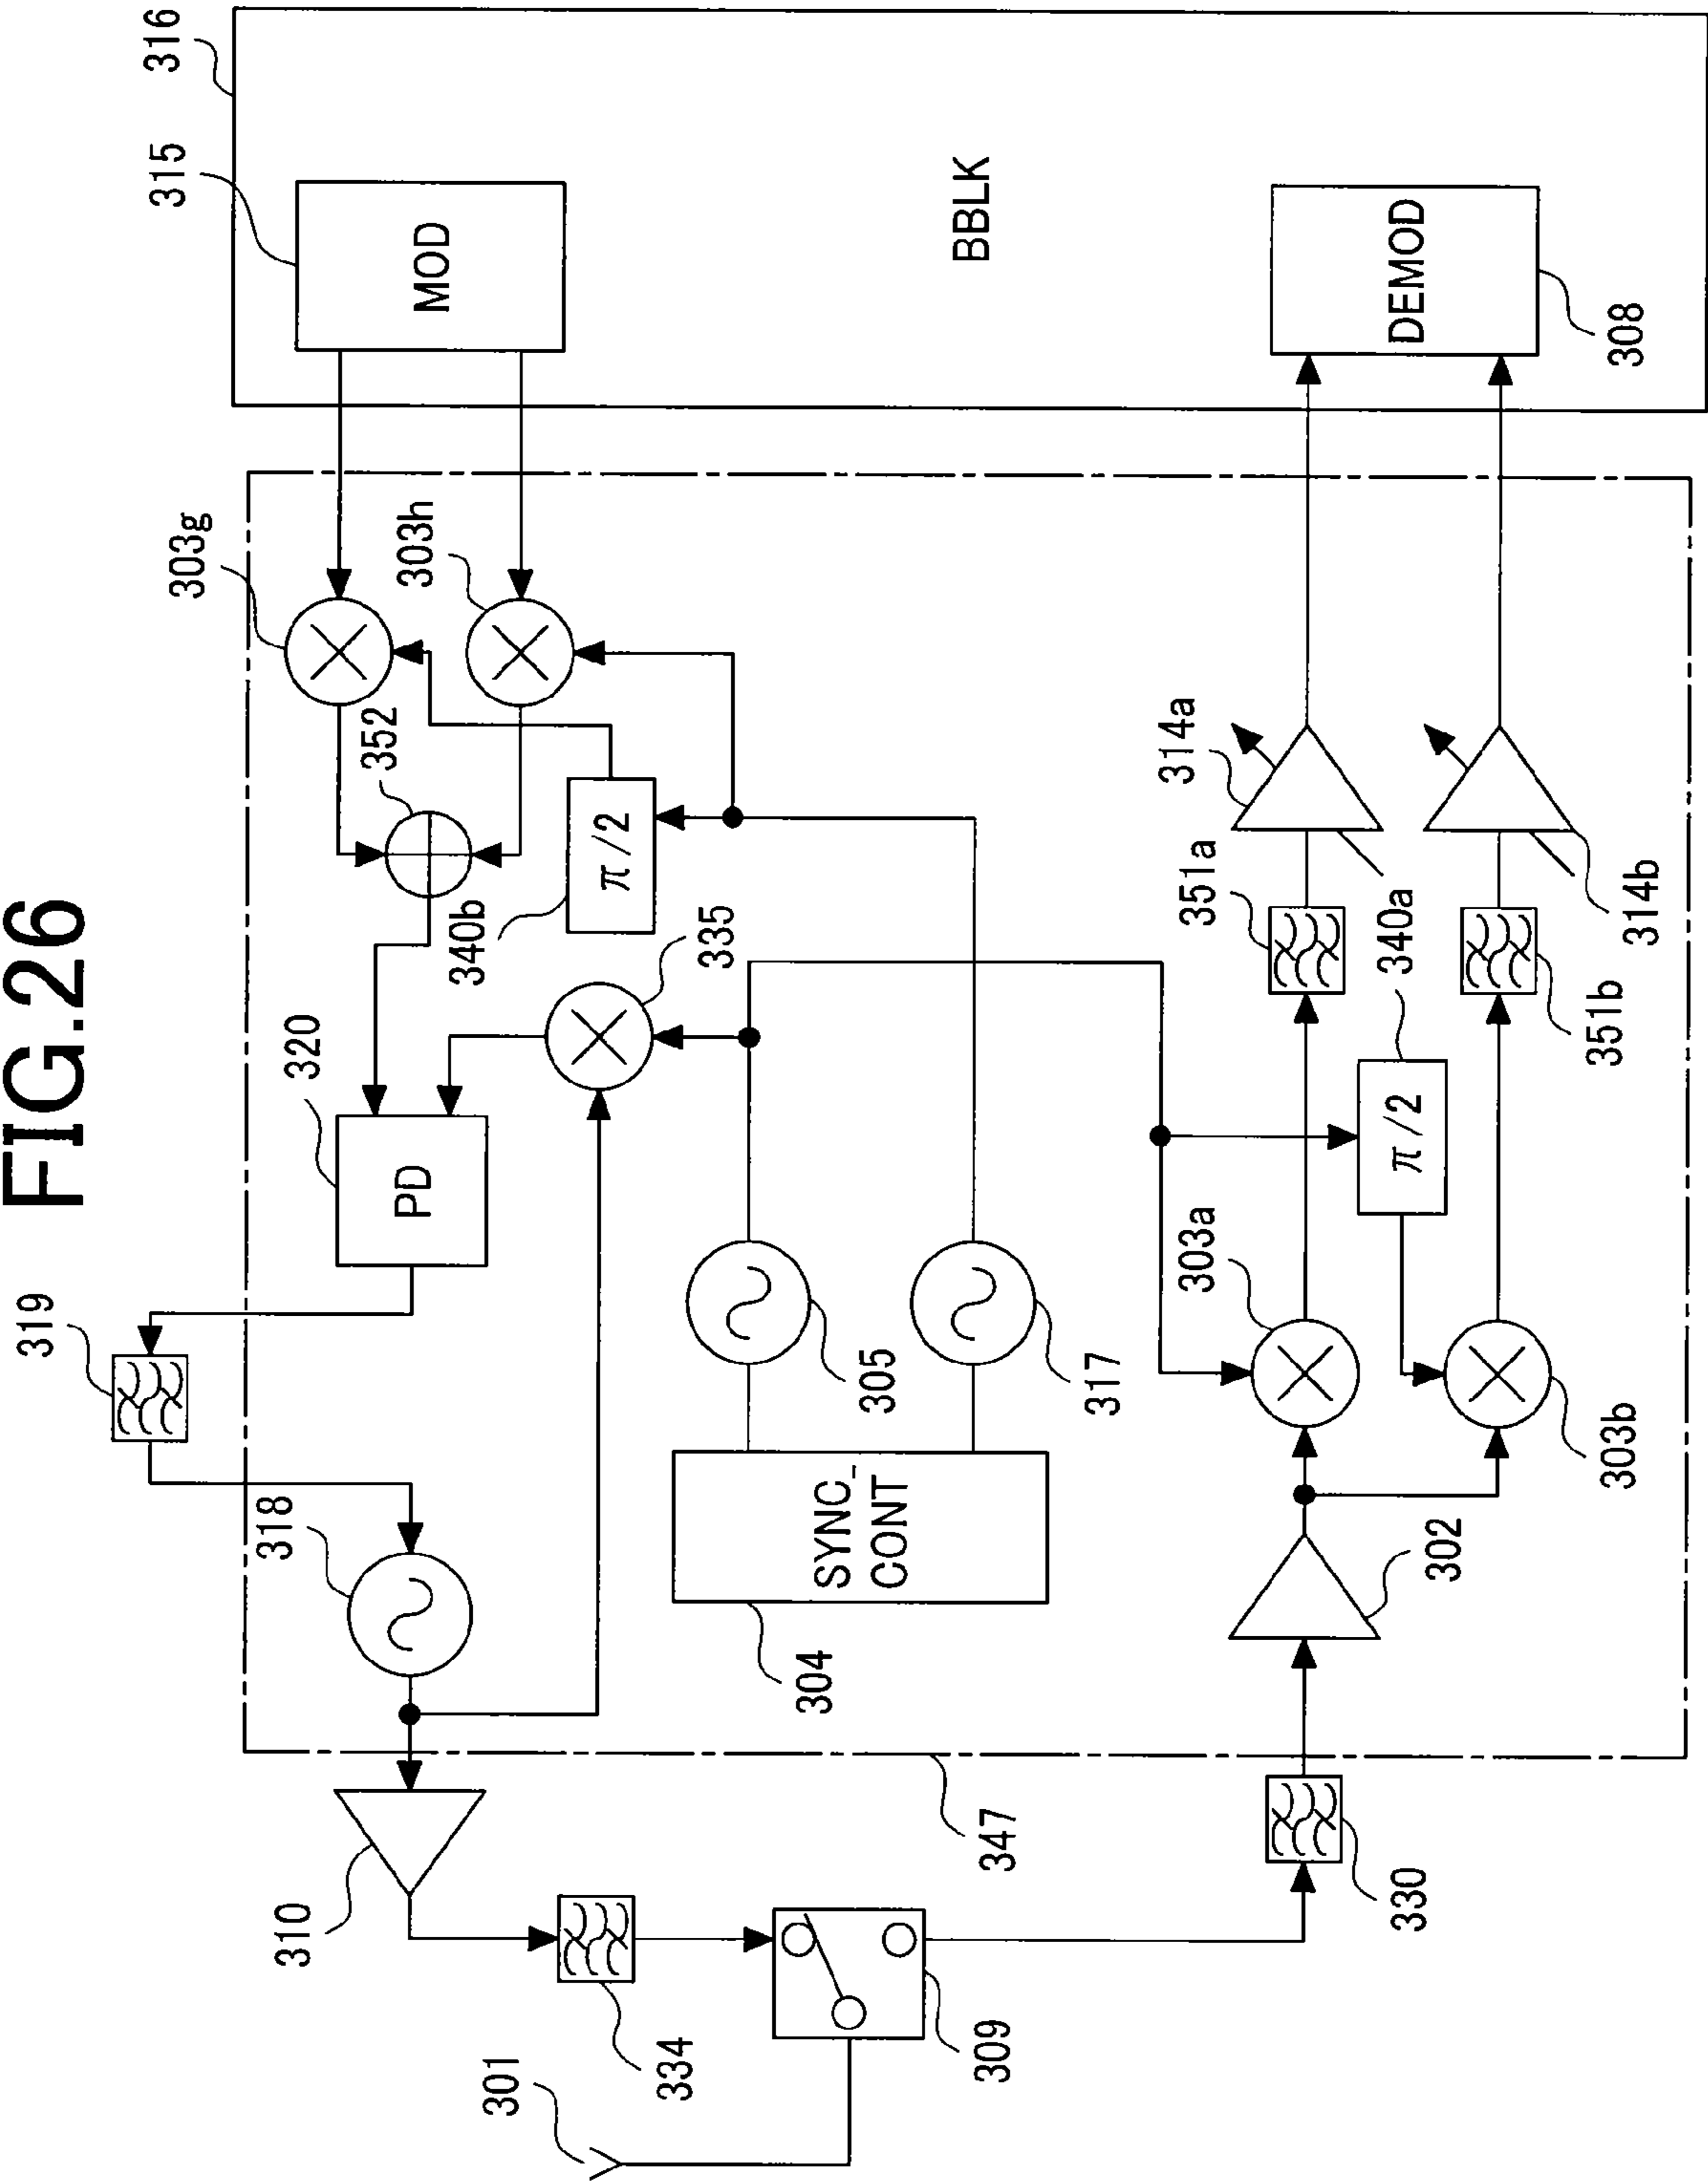 FIG.26
316
315
MOD
BBLK
DEMOD
308
303g
303h
352
340b
π/2
335
320
PD
319
318
305
317
SYNC_
CONT
304
314a
351a
340a
314b
351b
π/2
303a
303b
302
347
310
334
309
301
330